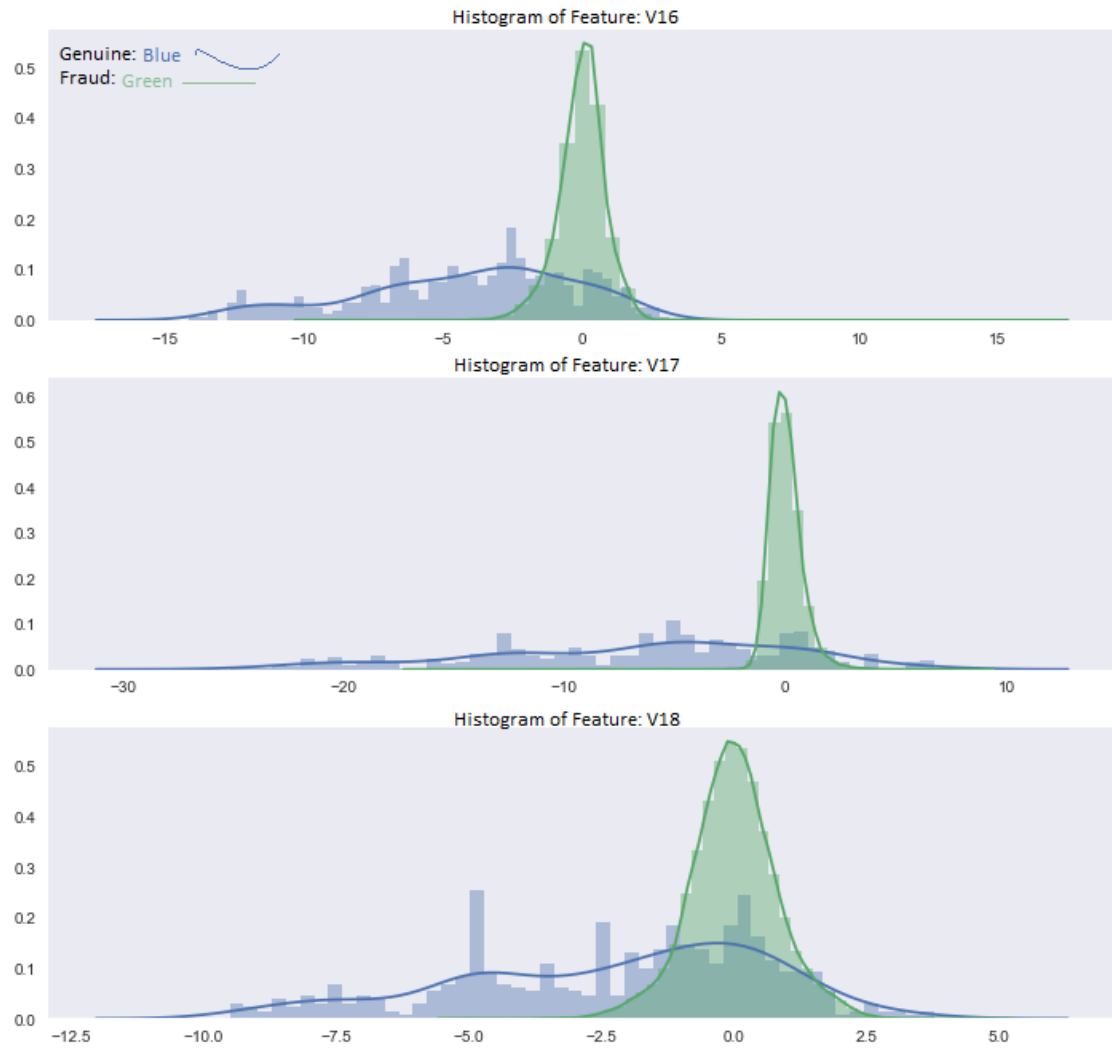 Histogram of Feature: V16
Genuine: Blue
Fraud: Green
0.5
0.4
0.3
0.2
0.1
0.0
−15 −10 −5 0 5 10 15
Histogram of Feature: V17
0.6
0.5
0.4
0.3
0.2
0.1
0.0
−30 −20 −10 0 10
Histogram of Feature: V18
0.5
0.4
0.3
0.2
0.1
0.0
−12.5 −10.0 −7.5 −5.0 −2.5 0.0 2.5 5.0